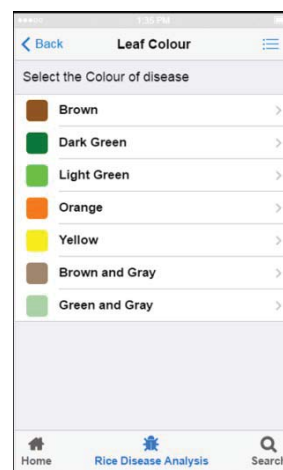 1:35 PM
Back Leaf Colour
Select the Colour of disease
Brown
Dark Green
Light Green
Orange
Yellow
Brown and Gray
Green and Gray
Home Rice Disease Analysis Search